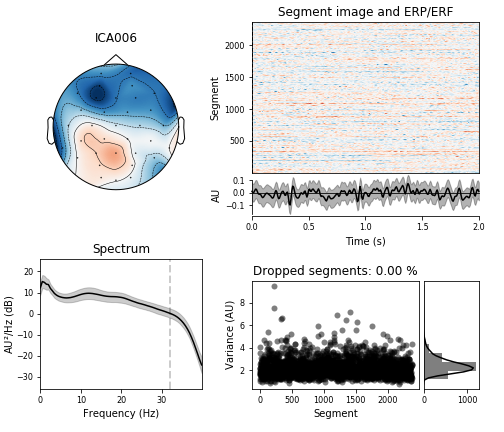 ICA006
Segment image and ERP/ERF
Segment
2000
1500
1000
500
AU
0.1
0.0
−0.1
0.0 0.5 1.0 1.5 2.0
Time (s)
Spectrum
AU²/Hz (dB)
20
10
0
−10
−20
−30
0 10 20 30
Frequency (Hz)
Dropped segments: 0.00 %
Variance (AU)
8
6
4
2
0 500 1000 1500 2000
Segment
0 1000